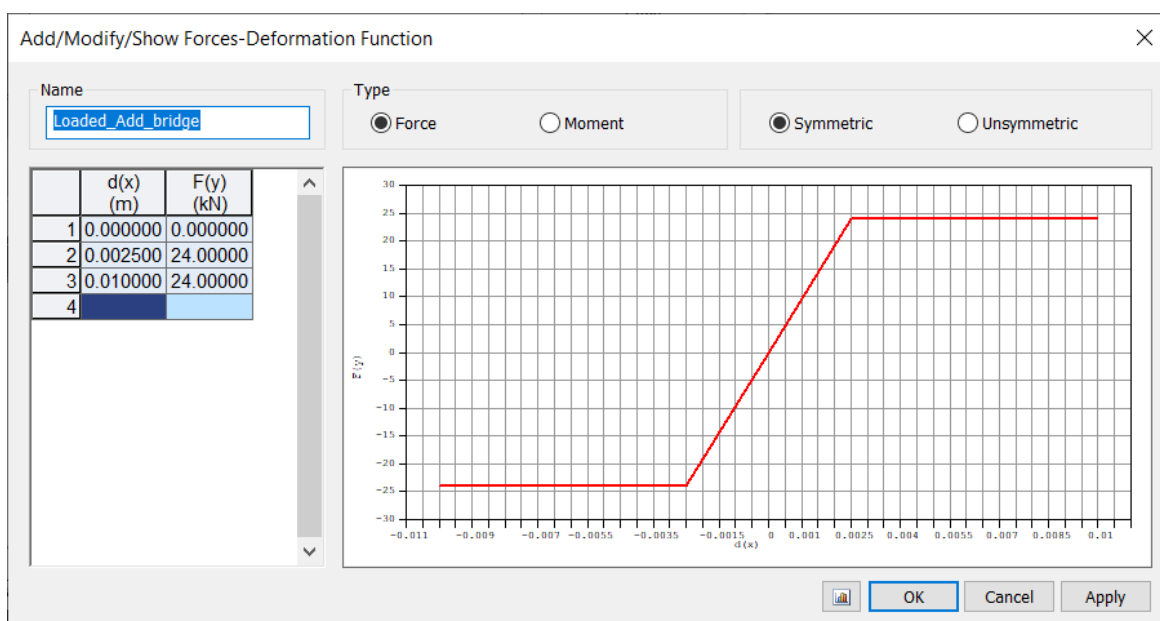 Add/Modify/Show Forces-Deformation Function
Name
Loaded_Add_bridge
Type
Force Moment
Symmetric Unsymmetric
d(x) F(y)
(m) (kN)
1 0.000000 0.000000
2 0.002500 24.00000
3 0.010000 24.00000
4
30
25
20
15
10
5
0
-5
-10
-15
-20
-25
-30
F(y)
-0.011 -0.009 -0.007 -0.0055 -0.0035 -0.0015 0 0.001 0.0025 0.004 0.0055 0.007 0.0085 0.01
d(x)
OK Cancel Apply